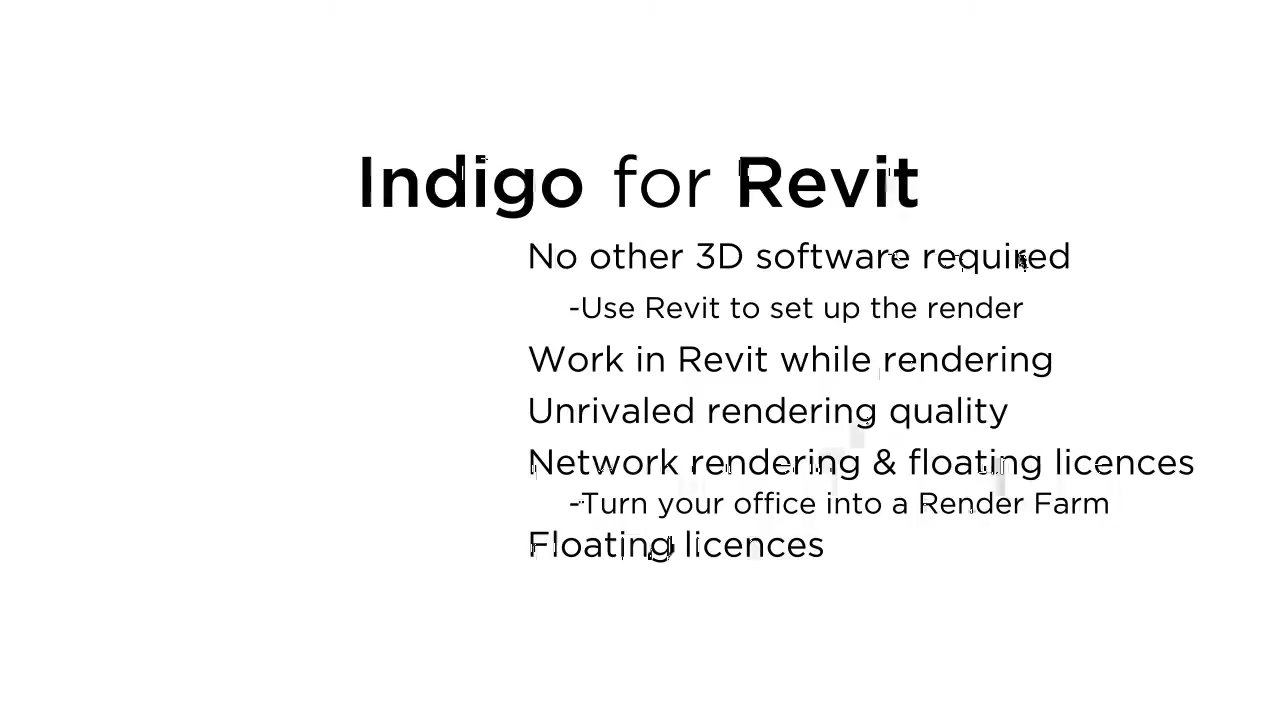 Indigo for Revit
No other 3D software required
-Use Revit to set up the render
Work in Revit while rendering
Unrivaled rendering quality
Network rendering & floating licences
-Turn your office into a Render Farm
Floating licences